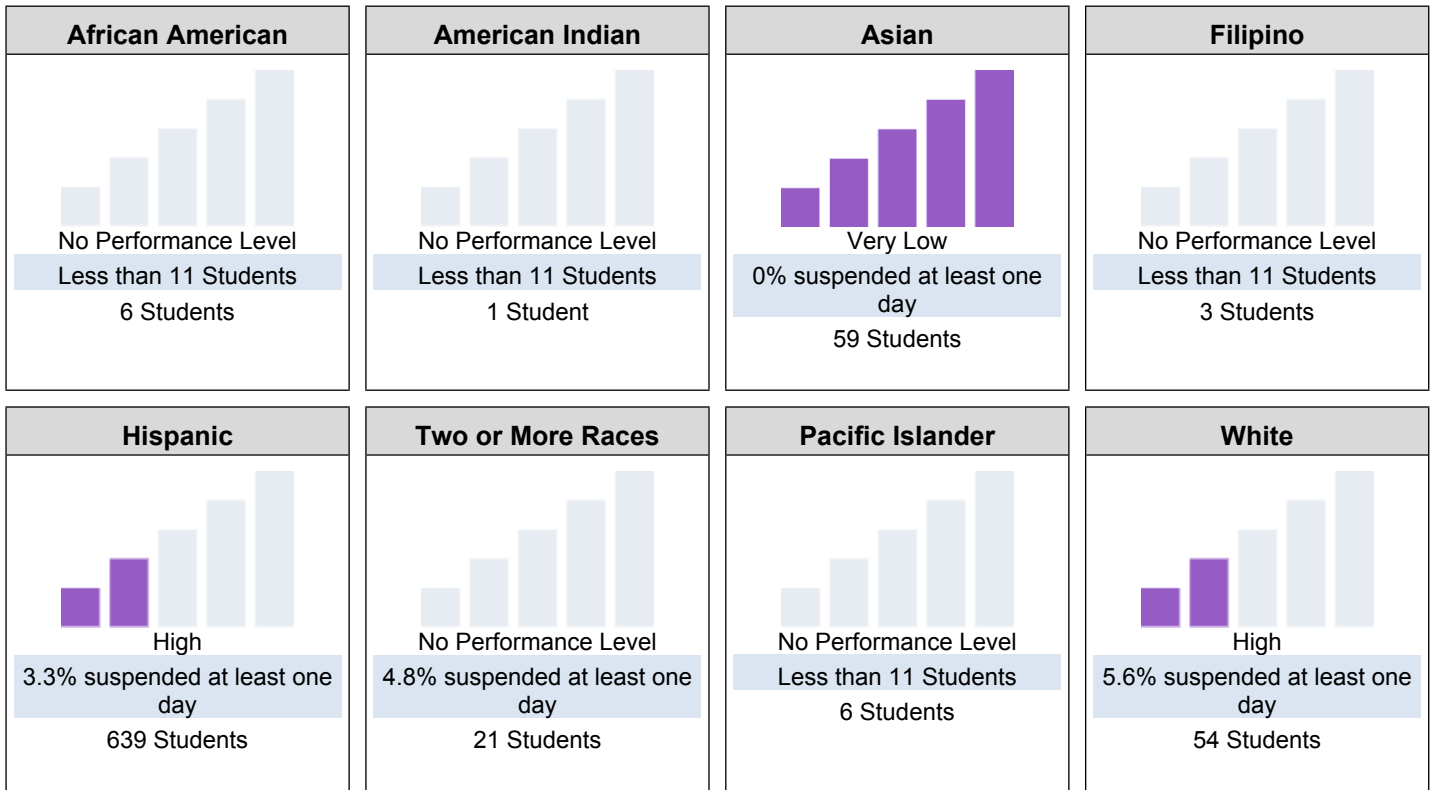 African American
No Performance Level
Less than 11 Students
6 Students
American Indian
No Performance Level
Less than 11 Students
1 Student
Asian
Very Low
0% suspended at least one
day
59 Students
Filipino
No Performance Level
Less than 11 Students
3 Students
Hispanic
High
3.3% suspended at least one
day
639 Students
Two or More Races
No Performance Level
4.8% suspended at least one
day
21 Students
Pacific Islander
No Performance Level
Less than 11 Students
6 Students
White
High
5.6% suspended at least one
day
54 Students